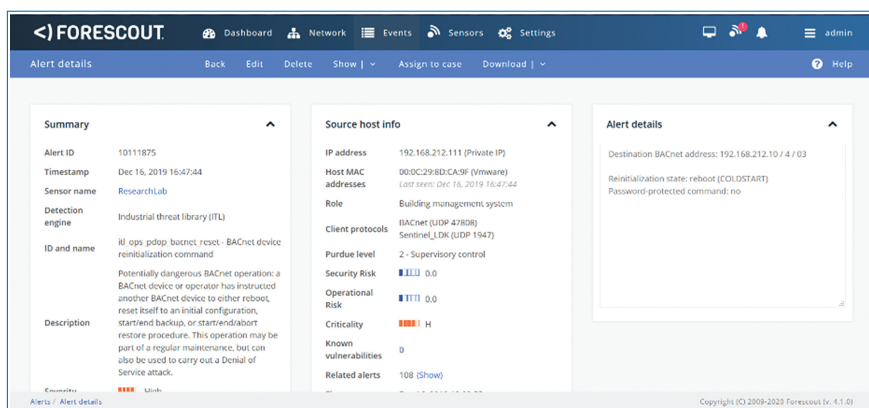 <) FORESCOUT.
Dashboard
Network
Events
Sensors
Settings
admin
Alert details
Back
Edit
Delete
Show |
Assign to case
Download |
Help
Summary
Alert ID 10111875
Timestamp Dec 16, 2019 16:47:44
Sensor name ResearchLab
Detection
engine
Industrial threat library (ITL)
ID and name
itl_ops_pdop_bacnet_reset - BACnet device
reinitialization command
Description
Potentially dangerous BACnet operation: a
BACnet device or operator has instructed
another BACnet device to either reboot,
reset itself to an initial configuration,
start/end backup, or start/end/abort
restore procedure. This operation may be
part of a regular maintenance, but can
also be used to carry out a Denial of
Service attack.
Severity High
Source host info
IP address 192.168.212.111 (Private IP)
Host MAC
addresses
00:0C:29:8D:CA:9F (Vmware)
Last seen: Dec 16, 2019 16:47:44
Role Building management system
Client protocols
BACnet (UDP 47808)
Sentinel_LDK (UDP 1947)
Purdue level 2 - Supervisory control
Security Risk 0.0
Operational
Risk
0.0
Criticality H
Known
vulnerabilities
0
Related alerts 108 (Show)
Alert details
Destination BACnet address: 192.168.212.10 / 4 / 03
Reinitialization state: reboot (COLDSTART)
Password-protected command: no
Alerts / Alert details
Copyright (C) 2009-2020 Forescout (v. 4.1.0)